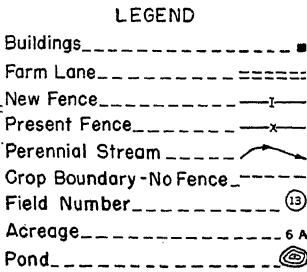 LEGEND
Buildings
Farm Lane
New Fence I
Present Fence x
Perennial Stream
Crop Boundary-No Fence
Field Number 13
Acreage 6 A
Pond